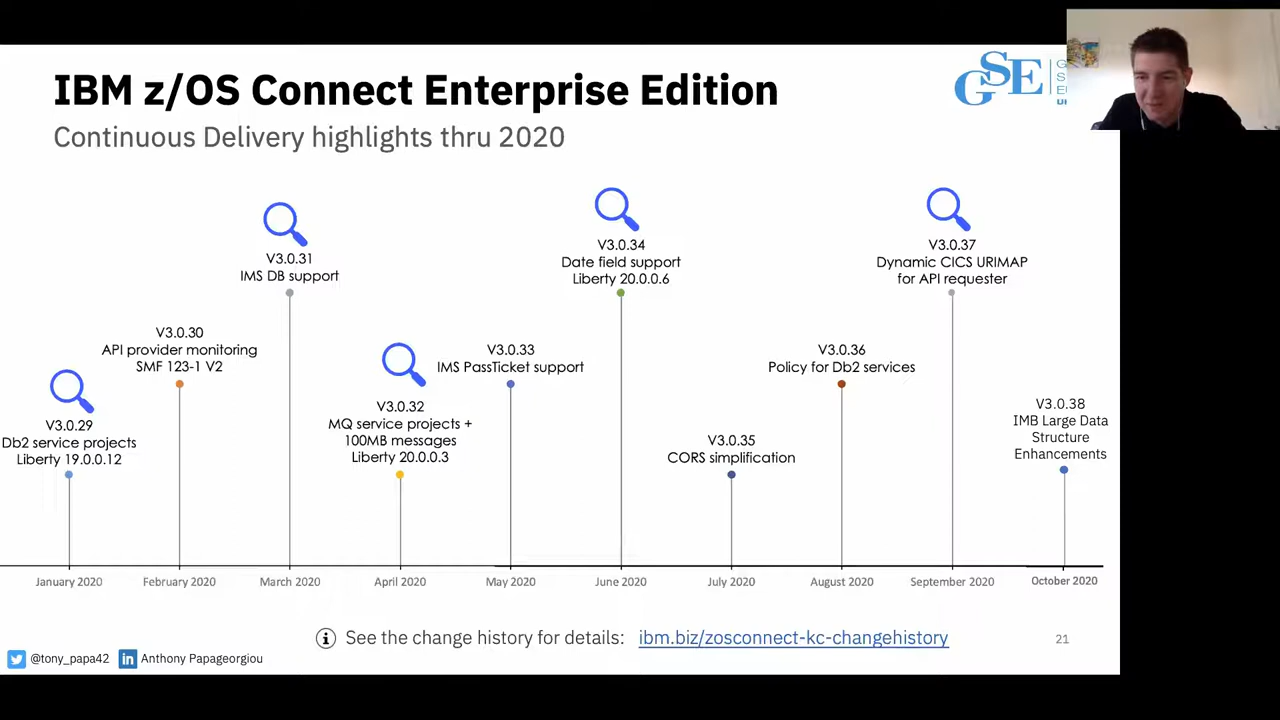 IBM z/OS Connect Enterprise Edition
Continuous Delivery highlights thru 2020
GSE
V3.0.29
Db2 service projects
Liberty 19.0.0.12
V3.0.30
API provider monitoring
SMF 123-1 V2
V3.0.31
IMS DB support
V3.0.32
MQ service projects +
100MB messages
Liberty 20.0.0.3
V3.0.33
IMS PassTicket support
V3.0.34
Date field support
Liberty 20.0.0.6
V3.0.35
CORS simplification
V3.0.36
Policy for Db2 services
V3.0.37
Dynamic CICS URIMAP
for API requester
V3.0.38
IMB Large Data
Structure
Enhancements
January 2020
February 2020
March 2020
April 2020
May 2020
June 2020
July 2020
August 2020
September 2020
October 2020
See the change history for details: ibm.biz/zosconnect-kc-changehistory
21
@tony_papa42
in Anthony Papageorgiou